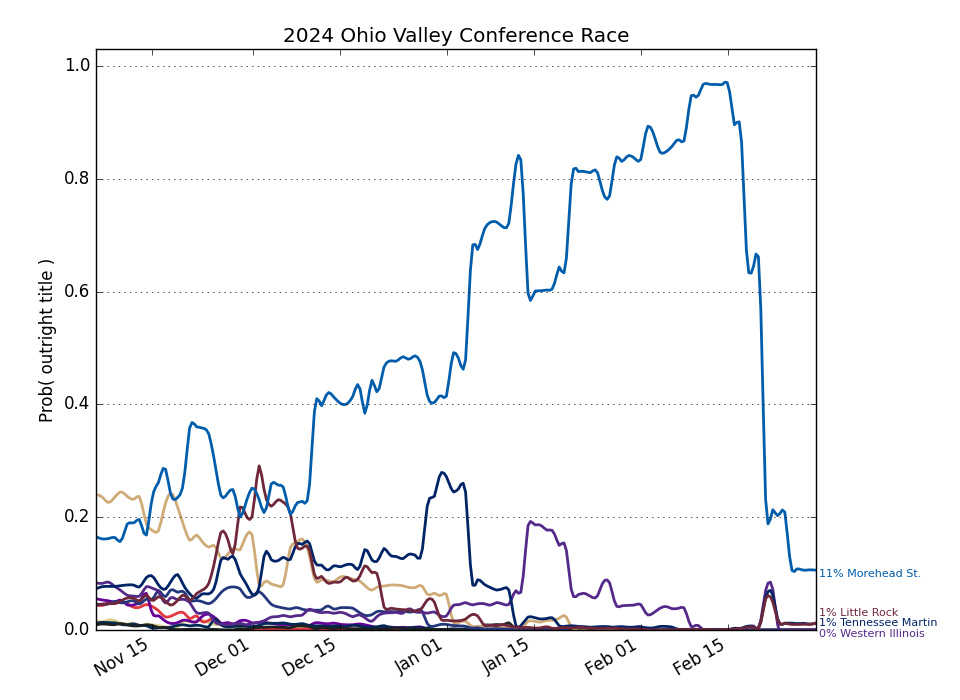 2024 Ohio Valley Conference Race
Prob( outright title )
1.0
0.8
0.6
0.4
0.2
0.0
Nov 15
Dec 01
Dec 15
Jan 01
Jan 15
Feb 01
Feb 15
11% Morehead St.
1% Little Rock
1% Tennessee Martin
0% Western Illinois